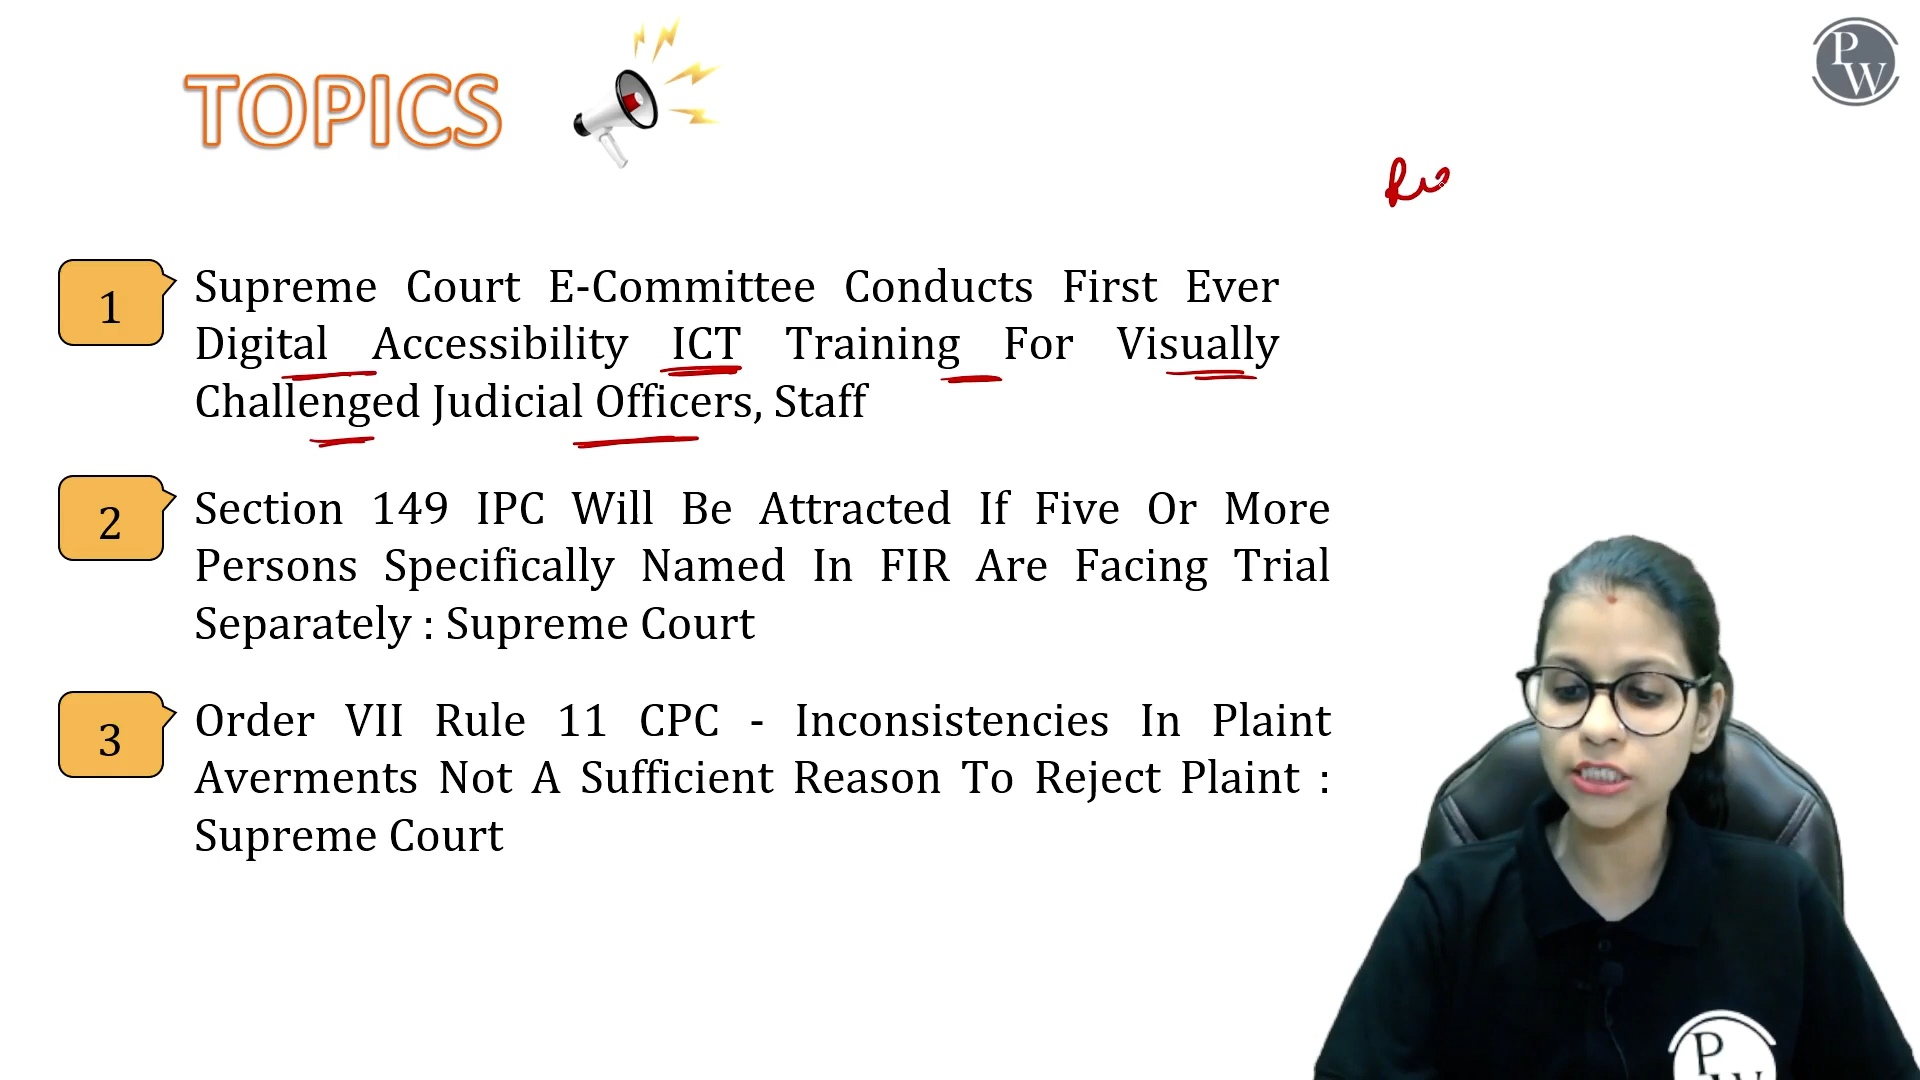 TOPICS
PW
1
Supreme Court E-Committee Conducts First Ever
Digital Accessibility ICT Training For Visually
Challenged Judicial Officers, Staff
2
Section 149 IPC Will Be Attracted If Five Or More
Persons Specifically Named In FIR Are Facing Trial
Separately : Supreme Court
3
Order VII Rule 11 CPC - Inconsistencies In Plaint
Averments Not A Sufficient Reason To Reject Plaint :
Supreme Court
PW